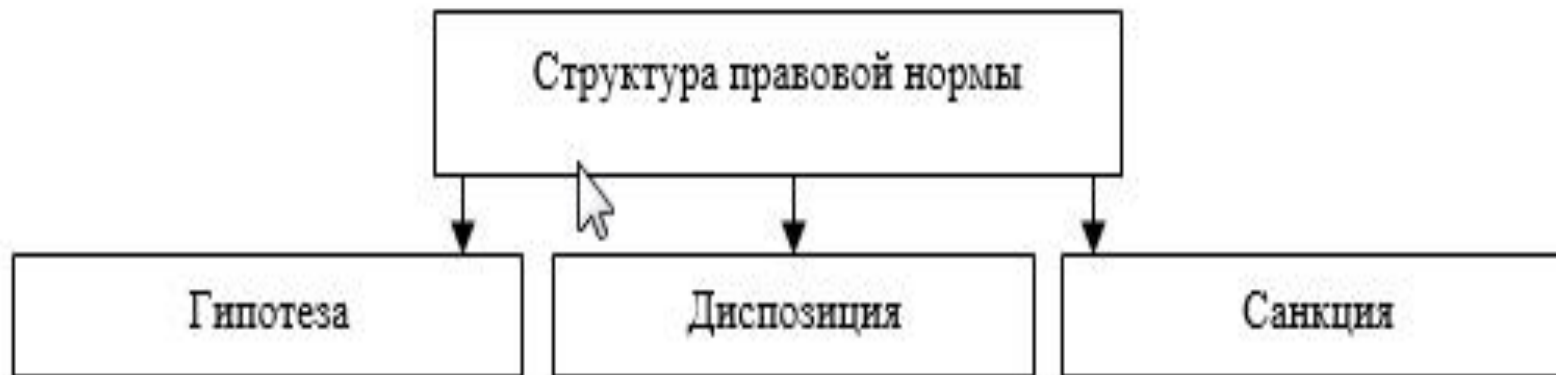 Структура правовой нормы
Гипотеза
Диспозиция
Санкция